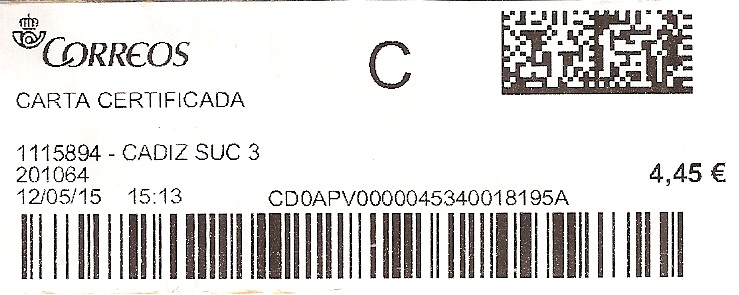 CORREOS
C
CARTA CERTIFICADA
1115894 - CADIZ SUC 3
201064
4,45 €
12/05/15 15:13 CD0APV0000045340018195A